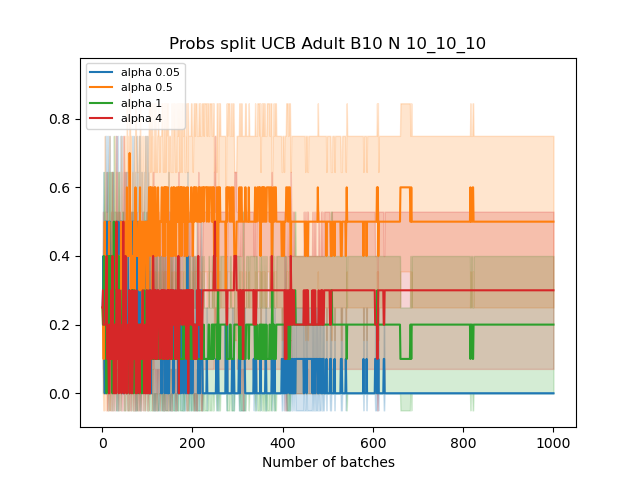 Probs split UCB Adult B10 N 10_10_10
alpha 0.05
alpha 0.5
alpha 1
alpha 4
0.8
0.6
0.4
0.2
0.0
0 200 400 600 800 1000
Number of batches